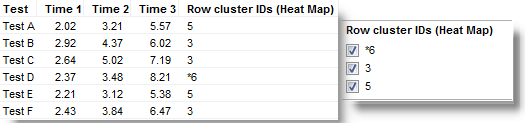 Test Time 1 Time 2 Time 3 Row cluster IDs (Heat Map)
Test A 2.02 3.21 5.57 5
Test B 2.92 4.37 6.02 3
Test C 2.64 5.02 7.19 3
Test D 2.37 3.48 8.21 *6
Test E 2.21 3.12 5.38 5
Test F 2.43 3.84 6.47 3
Row cluster IDs (Heat Map)
*6
3
5